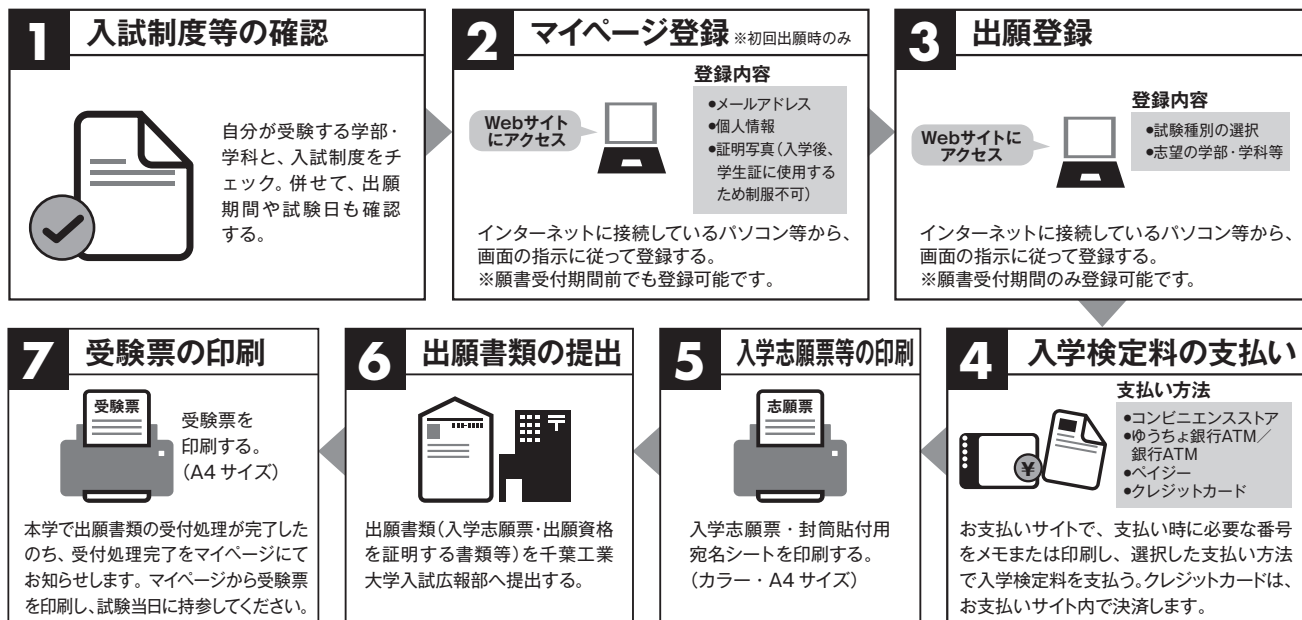 1 入試制度等の確認
自分が受験する学部・
学科と、入試制度をチ
ェック。併せて、出願
期間や試験日も確認
する。
2 マイページ登録 ※初回出願時のみ
Webサイト
にアクセス
登録内容
●メールアドレス
●個人情報
●証明写真(入学後、
学生証に使用する
ため制服不可)
インターネットに接続しているパソコン等から、
画面の指示に従って登録する。
※願書受付期間前でも登録可能です。
3 出願登録
Webサイトに
アクセス
登録内容
●試験種別の選択
●志望の学部・学科等
インターネットに接続しているパソコン等から、
画面の指示に従って登録する。
※願書受付期間のみ登録可能です。
4 入学検定料の支払い
支払い方法
●コンビニエンスストア
●ゆうちょ銀行ATM/
銀行ATM
●ペイジー
●クレジットカード
¥
お支払いサイトで、支払い時に必要な番号
をメモまたは印刷し、選択した支払い方法
で入学検定料を支払う。クレジットカードは、
お支払いサイト内で決済します。
5 入学志願票等の印刷
志願票
入学志願票・封筒貼付用
宛名シートを印刷する。
(カラー・A4サイズ)
6 出願書類の提出
〒
出願書類(入学志願票・出願資格
を証明する書類等)を千葉工業
大学入試広報部へ提出する。
7 受験票の印刷
受験票
受験票を
印刷する。
(A4サイズ)
本学で出願書類の受付処理が完了した
のち、受付処理完了をマイページにて
お知らせします。マイページから受験票
を印刷し、試験当日に持参してください。